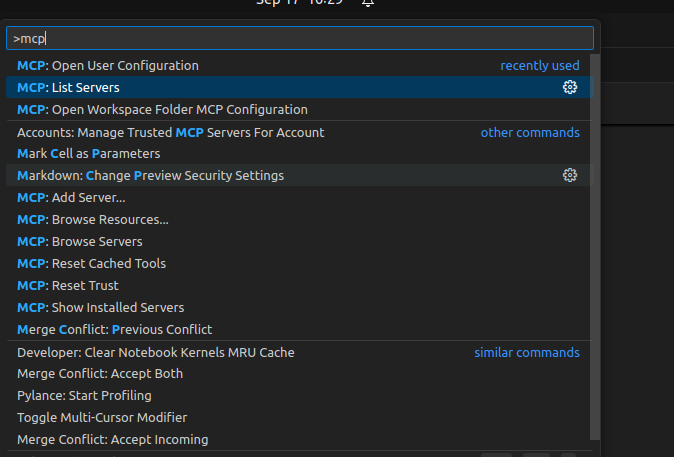 Sep 17 10:29
>mcp
MCP: Open User Configuration recently used
MCP: List Servers
MCP: Open Workspace Folder MCP Configuration
Accounts: Manage Trusted MCP Servers For Account other commands
Mark Cell as Parameters
Markdown: Change Preview Security Settings
MCP: Add Server...
MCP: Browse Resources...
MCP: Browse Servers
MCP: Reset Cached Tools
MCP: Reset Trust
MCP: Show Installed Servers
Merge Conflict: Previous Conflict
Developer: Clear Notebook Kernels MRU Cache similar commands
Merge Conflict: Accept Both
Pylance: Start Profiling
Toggle Multi-Cursor Modifier
Merge Conflict: Accept Incoming